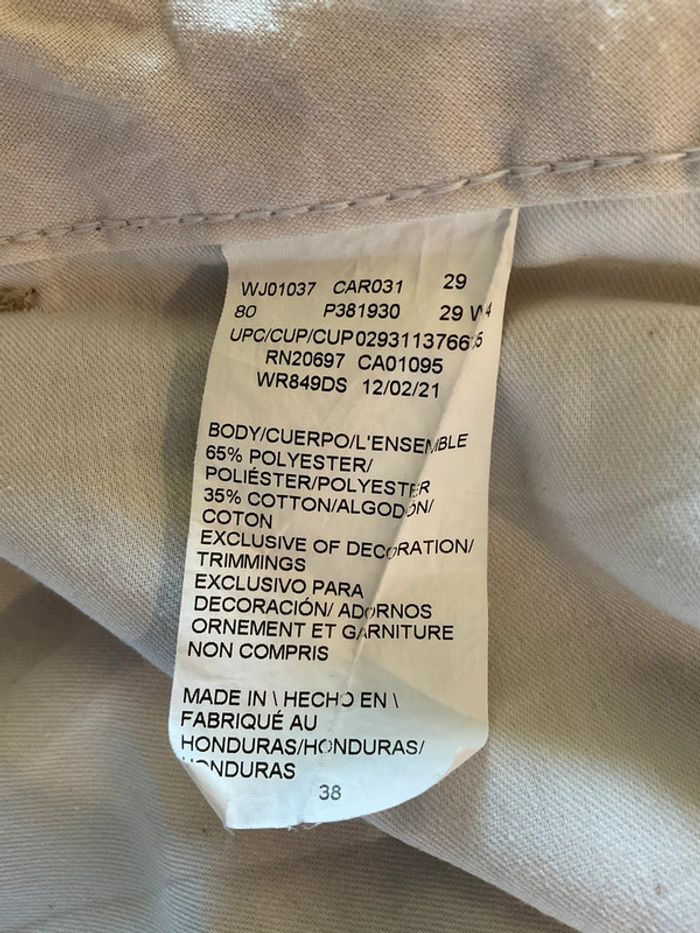 WJ01037 CAR031 29
80 P381930 29
UPC/CUP/CUP
RN20697 CA01095
WR849DS 12/02/21
BODY/CUERPO/L'ENSEMBLE
65% POLYESTER/
POLIÉSTER/POLYESTER
35% COTTON/ALGODÓN/
COTON
EXCLUSIVE OF DECORATION/
TRIMMINGS
EXCLUSIVO PARA
DECORACIÓN/ ADORNOS
ORNEMENT ET GARNITURE
NON COMPRIS
MADE IN \ HECHO EN \
FABRIQUÉ AU
HONDURAS/HONDURAS/
HONDURAS
38